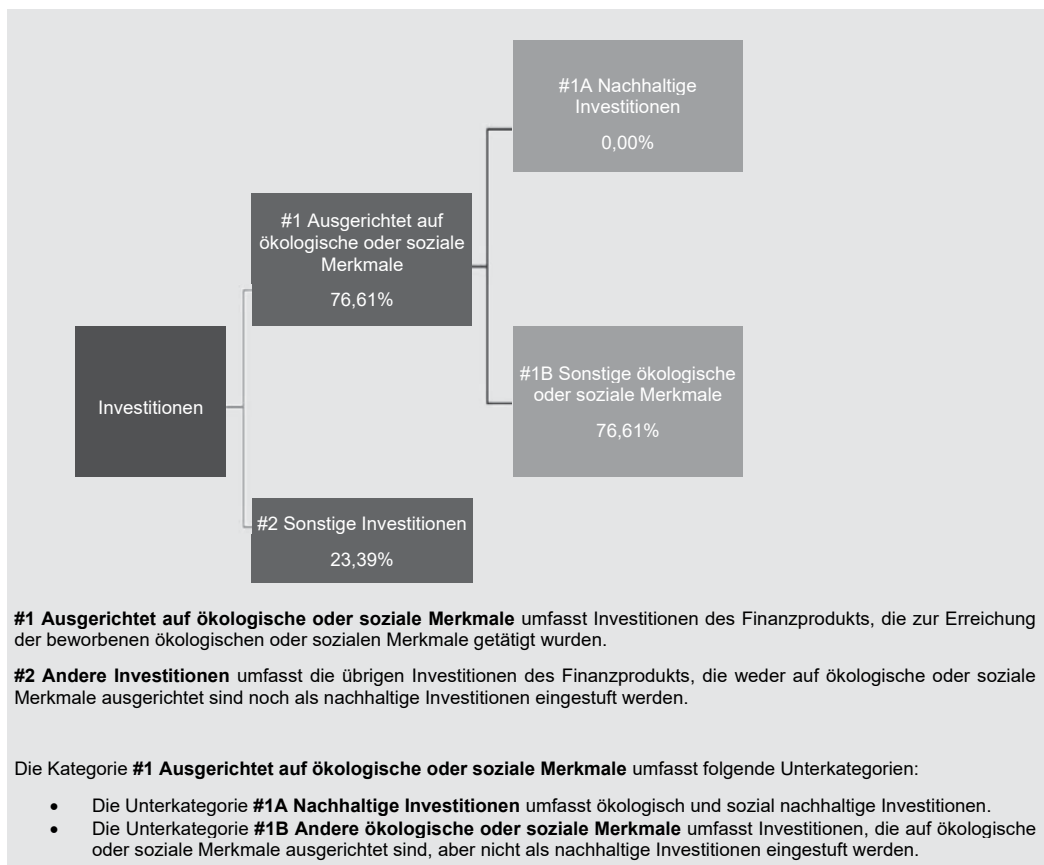 #1A Nachhaltige
Investitionen
0,00%
#1 Ausgerichtet auf
ökologische oder soziale
Merkmale
76,61%
Investitionen
#1B Sonstige ökologische
oder soziale Merkmale
76,61%
#2 Sonstige Investitionen
23,39%
#1 Ausgerichtet auf ökologische oder soziale Merkmale umfasst Investitionen des Finanzprodukts, die zur Erreichung
der beworbenen ökologischen oder sozialen Merkmale getätigt wurden.
#2 Andere Investitionen umfasst die übrigen Investitionen des Finanzprodukts, die weder auf ökologische oder soziale
Merkmale ausgerichtet sind noch als nachhaltige Investitionen eingestuft werden.
Die Kategorie #1 Ausgerichtet auf ökologische oder soziale Merkmale umfasst folgende Unterkategorien:
• Die Unterkategorie #1A Nachhaltige Investitionen umfasst ökologisch und sozial nachhaltige Investitionen.
• Die Unterkategorie #1B Andere ökologische oder soziale Merkmale umfasst Investitionen, die auf ökologische
oder soziale Merkmale ausgerichtet sind, aber nicht als nachhaltige Investitionen eingestuft werden.